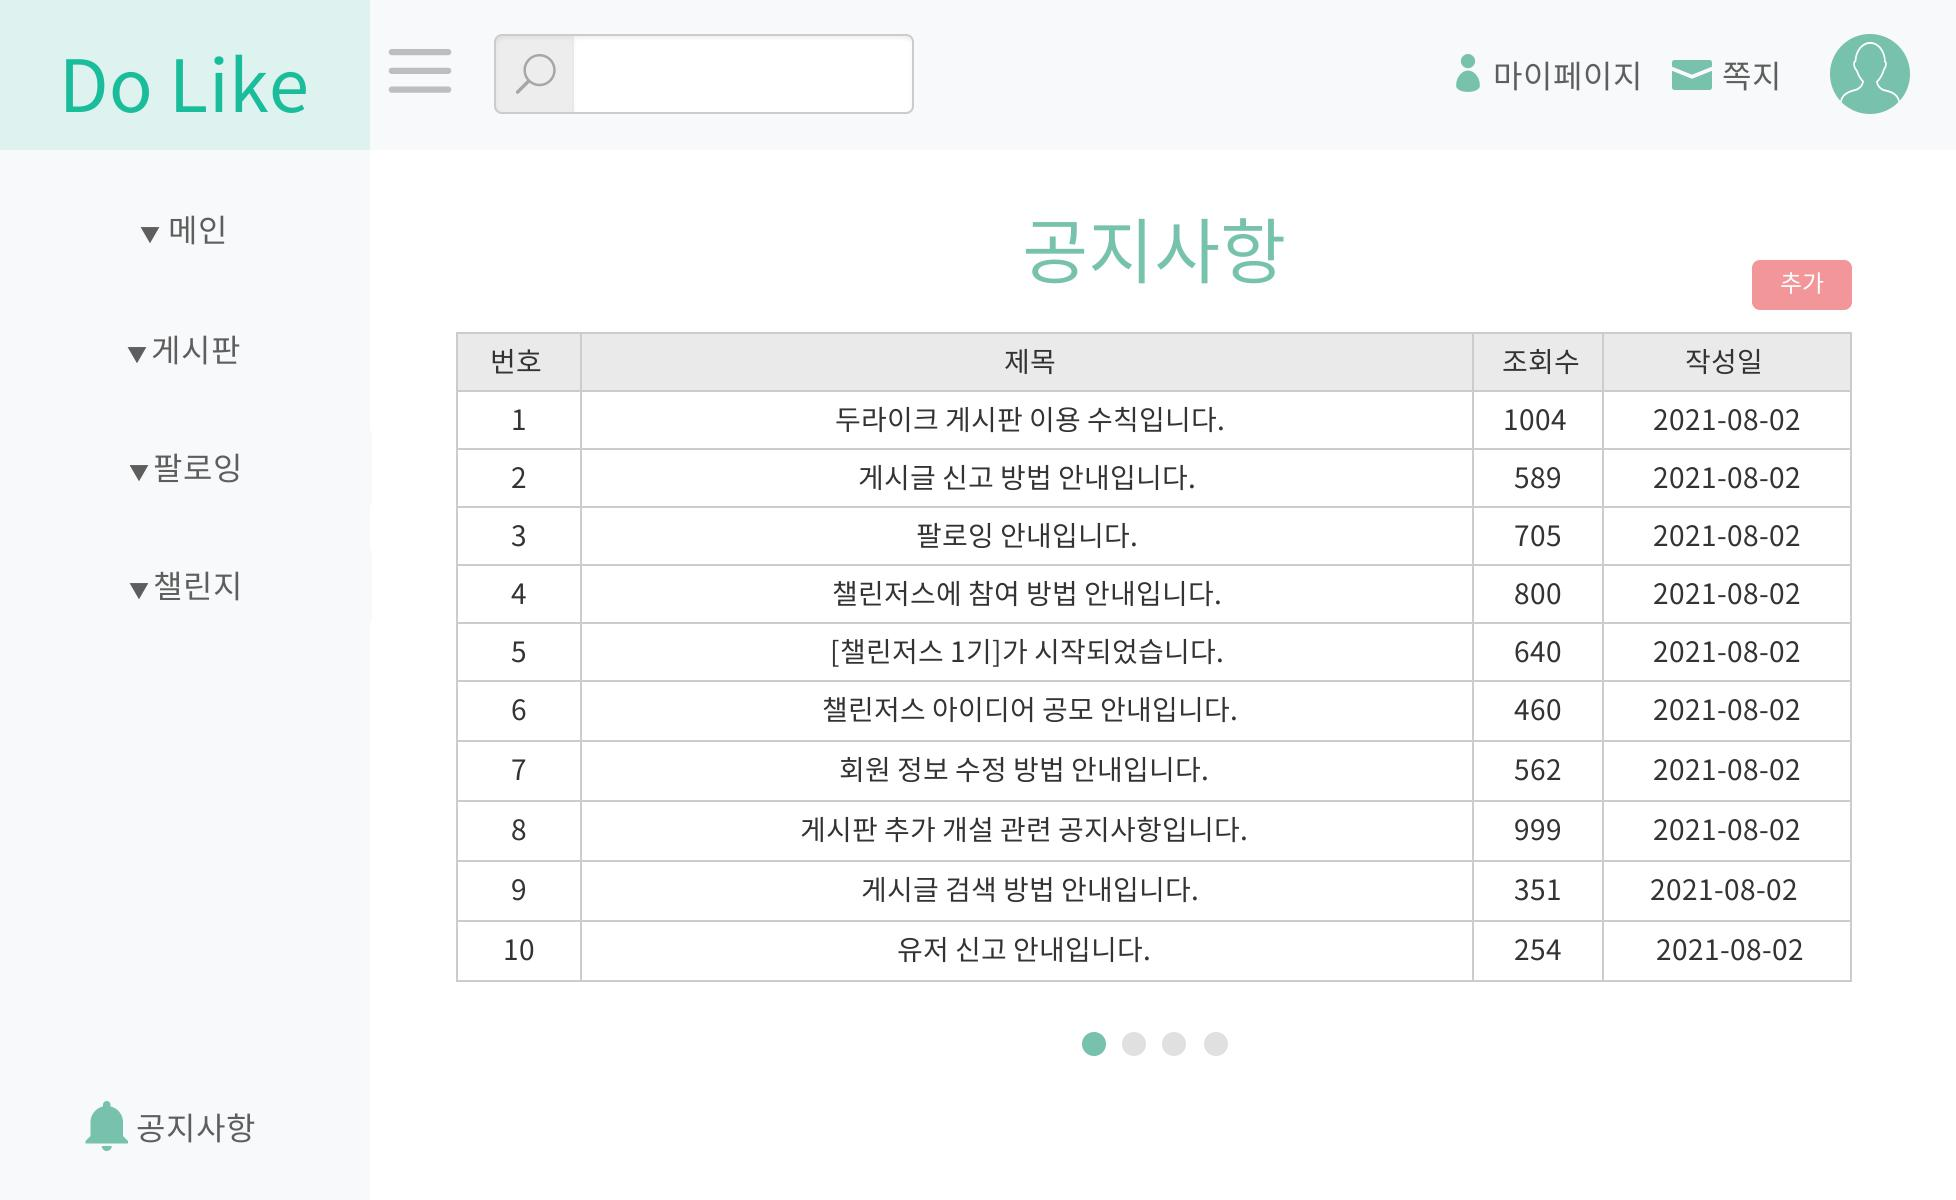 Do Like
마이페이지 쪽지
▼ 메인
▼게시판
▼팔로잉
▼챌린지
공지사항
공지사항
추가
번호 제목 조회수 작성일
1 두라이크 게시판 이용 수칙입니다. 1004 2021-08-02
2 게시글 신고 방법 안내입니다. 589 2021-08-02
3 팔로잉 안내입니다. 705 2021-08-02
4 챌린저스에 참여 방법 안내입니다. 800 2021-08-02
5 [챌린저스 1기]가 시작되었습니다. 640 2021-08-02
6 챌린저스 아이디어 공모 안내입니다. 460 2021-08-02
7 회원 정보 수정 방법 안내입니다. 562 2021-08-02
8 게시판 추가 개설 관련 공지사항입니다. 999 2021-08-02
9 게시글 검색 방법 안내입니다. 351 2021-08-02
10 유저 신고 안내입니다. 254 2021-08-02